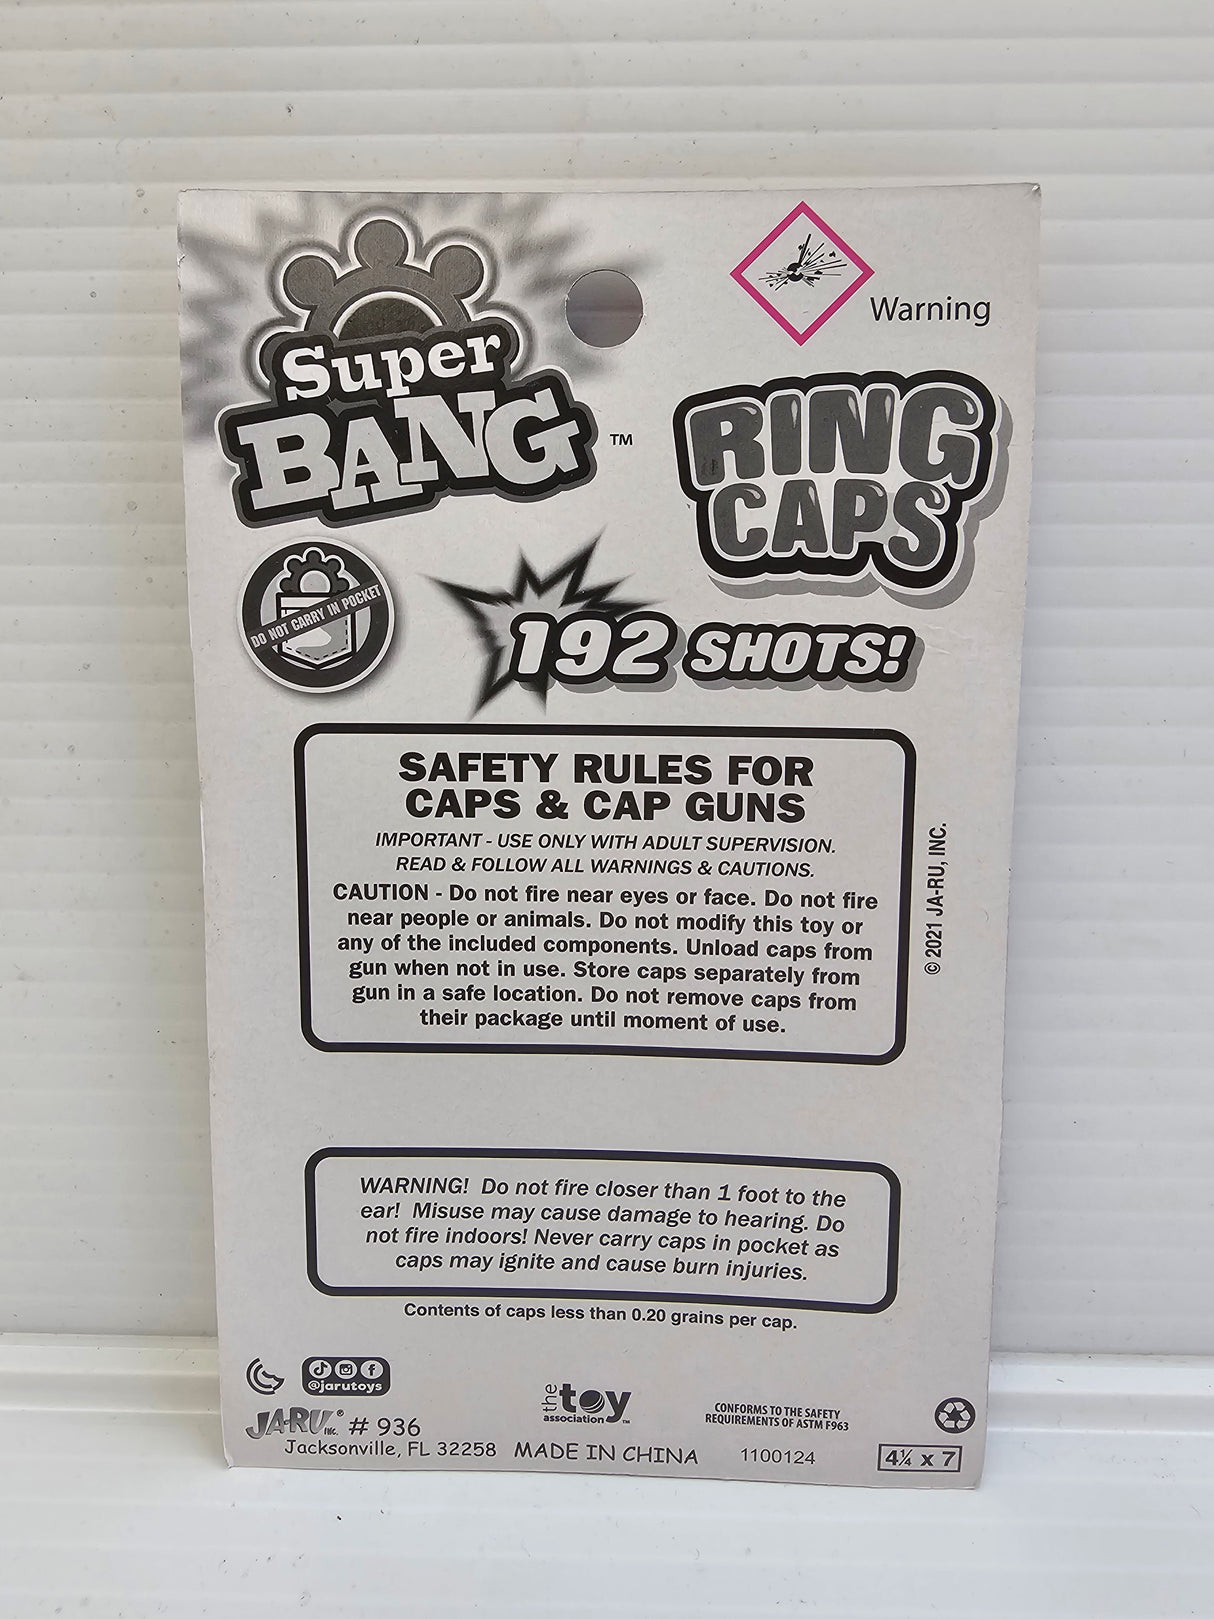 Warning
Super
BANG
TM
RING
CAPS
DO NOT CARRY IN POCKET
192 SHOTS!
SAFETY RULES FOR
CAPS & CAP GUNS
IMPORTANT - USE ONLY WITH ADULT SUPERVISION.
READ & FOLLOW ALL WARNINGS & CAUTIONS.
CAUTION - Do not fire near eyes or face. Do not fire
near people or animals. Do not modify this toy or
any of the included components. Unload caps from
gun when not in use. Store caps separately from
gun in a safe location. Do not remove caps from
their package until moment of use.
© 2021 JA-RU, INC.
WARNING! Do not fire closer than 1 foot to the
ear! Misuse may cause damage to hearing. Do
not fire indoors! Never carry caps in pocket as
caps may ignite and cause burn injuries.
Contents of caps less than 0.20 grains per cap.
@jarutoys
JA-RU INC.® # 936
Jacksonville, FL 32258
the toy
association™
MADE IN CHINA
CONFORMS TO THE SAFETY
REQUIREMENTS OF ASTM F963
1100124
4¼ x 7